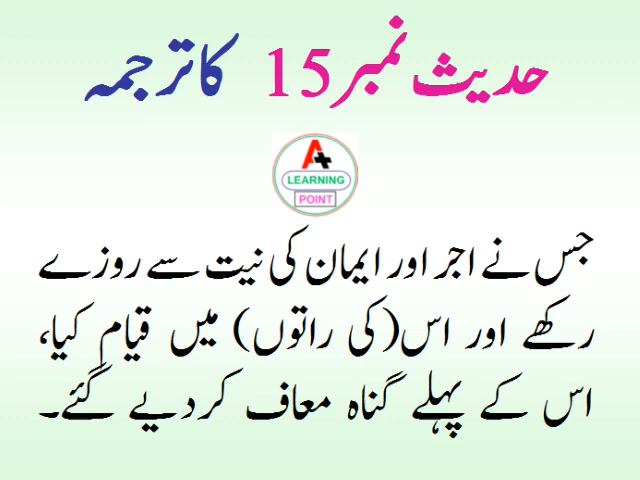 حدیث نمبر 15 کا ترجمہ
A+
LEARNING
POINT
جس نے اجر اور ایمان کی نیت سے روزے
رکھے اور اس(کی راتوں) میں قیام کیا،
اس کے پہلے گناہ معاف کردیے گئے۔